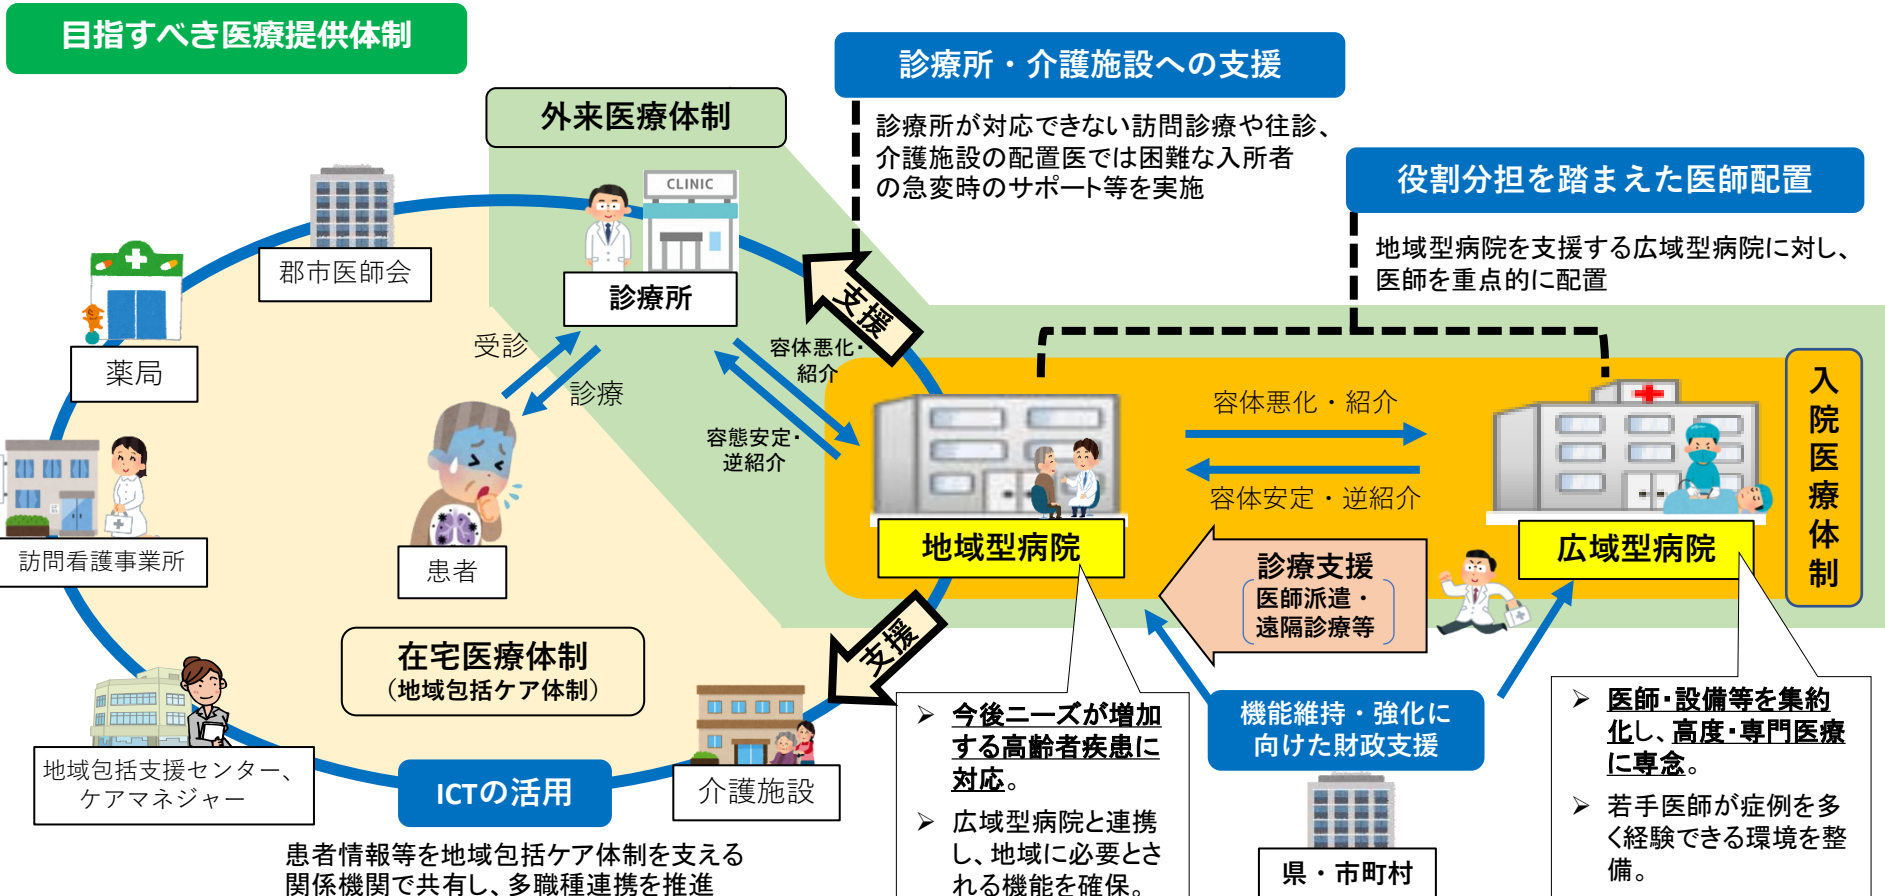 目指すべき医療提供体制
診療所・介護施設への支援
診療所が対応できない訪問診療や往診、
介護施設の配置医では困難な入所者
の急変時のサポート等を実施
役割分担を踏まえた医師配置
地域型病院を支援する広域型病院に対し、
医師を重点的に配置
外来医療体制
CLINIC
診療所
郡市医師会
薬局
訪問看護事業所
地域包括支援センター、
ケアマネジャー
受診
診療
患者
在宅医療体制
（地域包括ケア体制）
ICTの活用
患者情報等を地域包括ケア体制を支える
関係機関で共有し、多職種連携を推進
介護施設
支援
支援
容体悪化・
紹介
容態安定・
逆紹介
地域型病院
容体悪化・紹介
容体安定・逆紹介
広域型病院
入院医療体制
診療支援
医師派遣・
遠隔診療等
➢ 今後ニーズが増加
する高齢者疾患に
対応。
➢ 広域型病院と連携
し、地域に必要とさ
れる機能を確保。
機能維持・強化に
向けた財政支援
県・市町村
➢ 医師・設備等を集約
化し、高度・専門医療
に専念。
➢ 若手医師が症例を多
く経験できる環境を整
備。